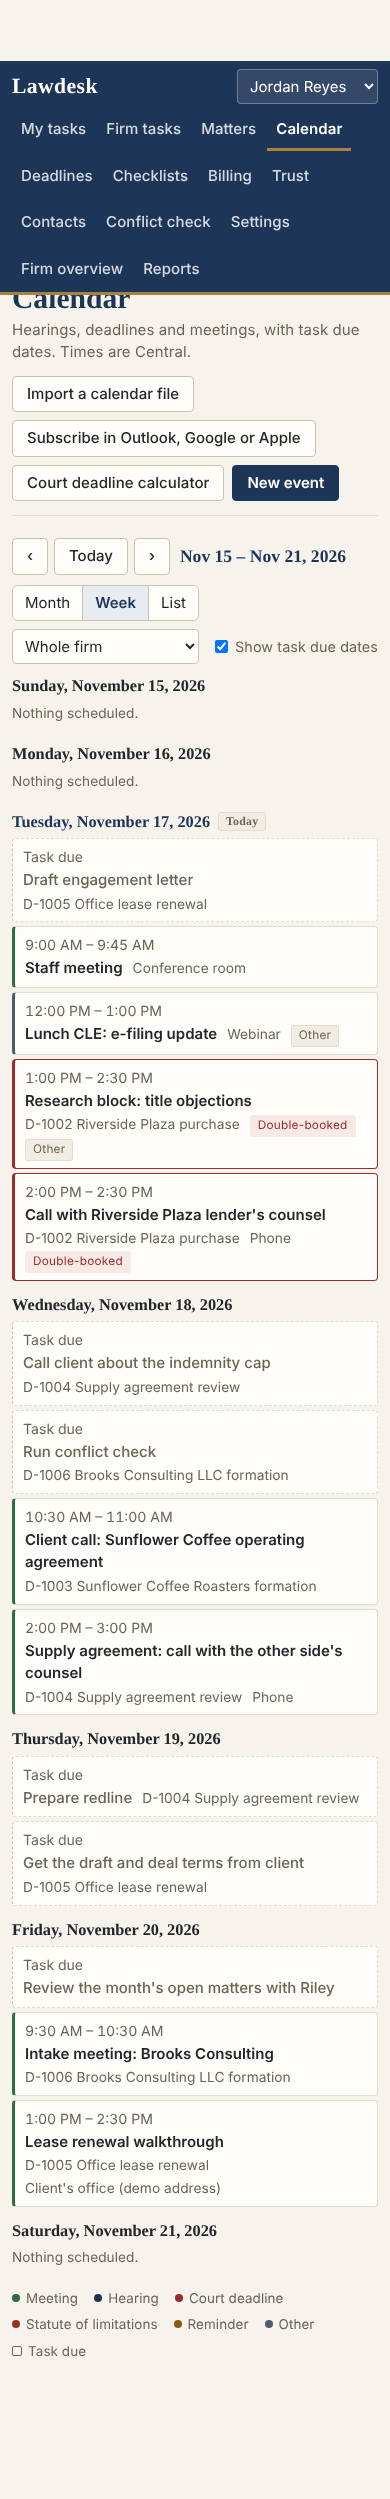 Lawdesk
Jordan Reyes
My tasks Firm tasks Matters Calendar
Deadlines Checklists Billing Trust
Contacts Conflict check Settings
Firm overview Reports
Calendar
Hearings, deadlines and meetings, with task due
dates. Times are Central.
Import a calendar file
Subscribe in Outlook, Google or Apple
Court deadline calculator New event
‹ Today › Nov 15 – Nov 21, 2026
Month Week List
Whole firm Show task due dates
Sunday, November 15, 2026
Nothing scheduled.
Monday, November 16, 2026
Nothing scheduled.
Tuesday, November 17, 2026 Today
Task due
Draft engagement letter
D-1005 Office lease renewal
9:00 AM – 9:45 AM
Staff meeting Conference room
12:00 PM – 1:00 PM
Lunch CLE: e-filing update Webinar Other
1:00 PM – 2:30 PM
Research block: title objections
D-1002 Riverside Plaza purchase Double-booked
Other
2:00 PM – 2:30 PM
Call with Riverside Plaza lender's counsel
D-1002 Riverside Plaza purchase Phone
Double-booked
Wednesday, November 18, 2026
Task due
Call client about the indemnity cap
D-1004 Supply agreement review
Task due
Run conflict check
D-1006 Brooks Consulting LLC formation
10:30 AM – 11:00 AM
Client call: Sunflower Coffee operating
agreement
D-1003 Sunflower Coffee Roasters formation
2:00 PM – 3:00 PM
Supply agreement: call with the other side's
counsel
D-1004 Supply agreement review Phone
Thursday, November 19, 2026
Task due
Prepare redline D-1004 Supply agreement review
Task due
Get the draft and deal terms from client
D-1005 Office lease renewal
Friday, November 20, 2026
Task due
Review the month's open matters with Riley
9:30 AM – 10:30 AM
Intake meeting: Brooks Consulting
D-1006 Brooks Consulting LLC formation
1:00 PM – 2:30 PM
Lease renewal walkthrough
D-1005 Office lease renewal
Client's office (demo address)
Saturday, November 21, 2026
Nothing scheduled.
Meeting Hearing Court deadline
Statute of limitations Reminder Other
Task due